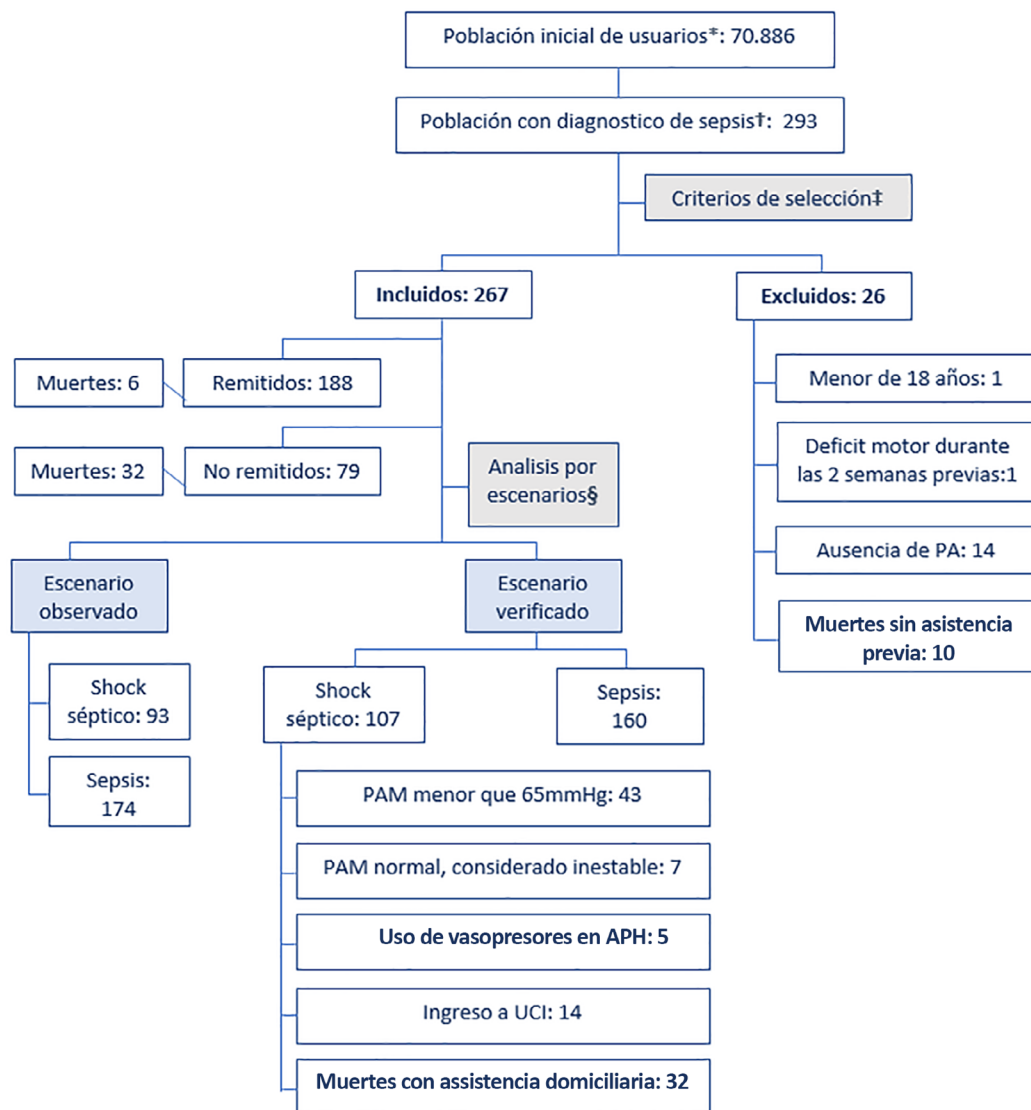 Población inicial de usuarios*: 70.886
Población con diagnostico de sepsis†: 293
Criterios de selección‡
Incluidos: 267
Excluidos: 26
Muertes: 6
Remitidos: 188
Muertes: 32
No remitidos: 79
Analisis por
escenarios§
Menor de 18 años: 1
Deficit motor durante
las 2 semanas previas:1
Ausencia de PA: 14
Muertes sin asistencia
previa: 10
Escenario
observado
Escenario
verificado
Shock
séptico: 93
Sepsis:
174
Shock
séptico: 107
Sepsis:
160
PAM menor que 65mmHg: 43
PAM normal, considerado inestable: 7
Uso de vasopresores en APH: 5
Ingreso a UCI: 14
Muertes con assistencia domiciliaria: 32